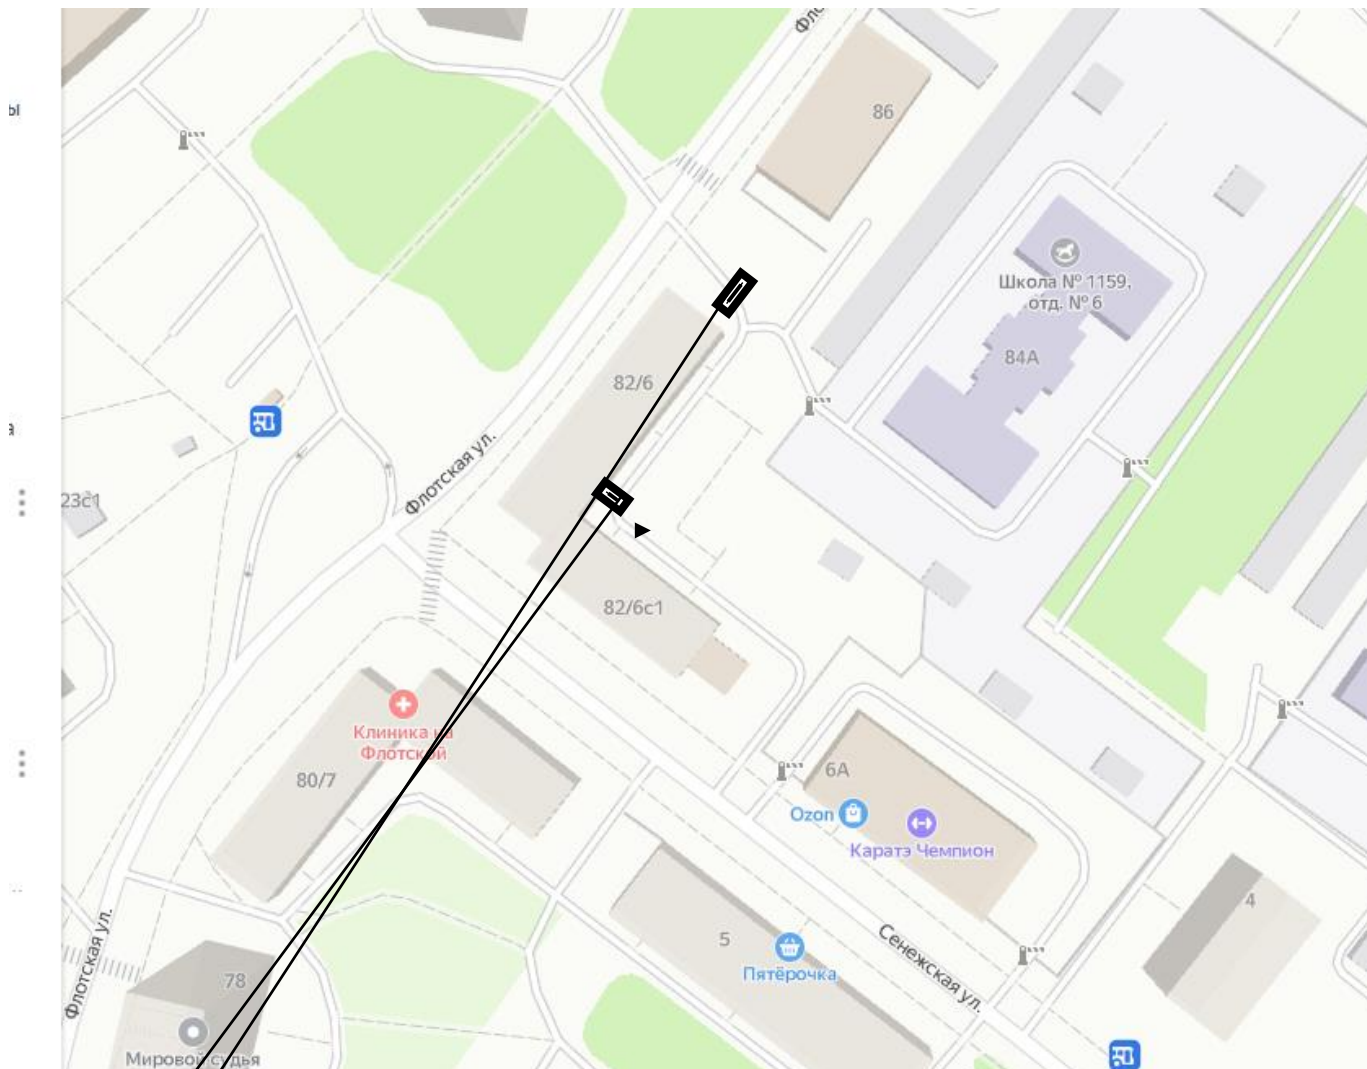 Фло
ы
86
Школа № 1159,
отд. № 6
84А
82/6
а
Флотская ул.
23с1
82/6с1
Клиника на
Флотской
80/7
6А
Ozon
Каратэ Чемпион
4
5
Пятёрочка
Сенежская ул.
Флотская ул.
78
Мировой судья